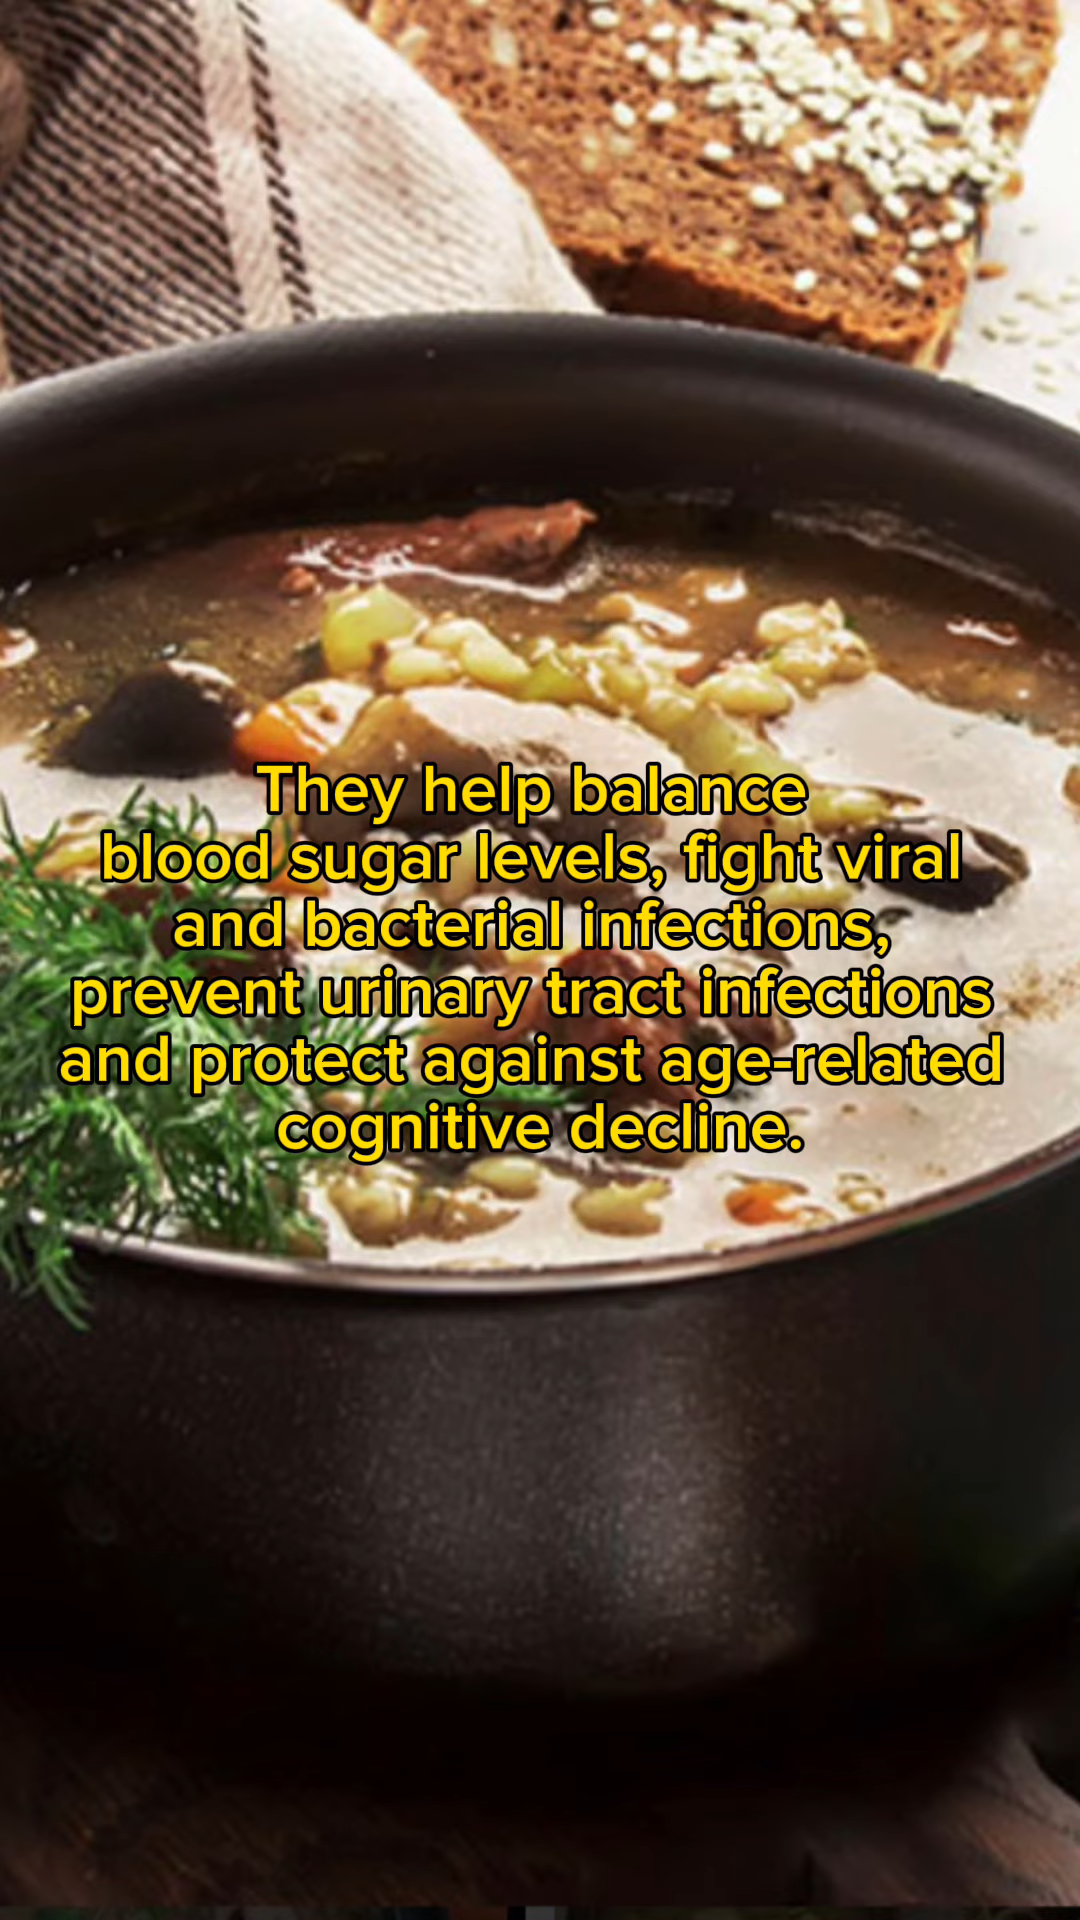 They help balance
blood sugar levels, fight viral
and bacterial infections,
prevent urinary tract infections
and protect against age-related
cognitive decline.